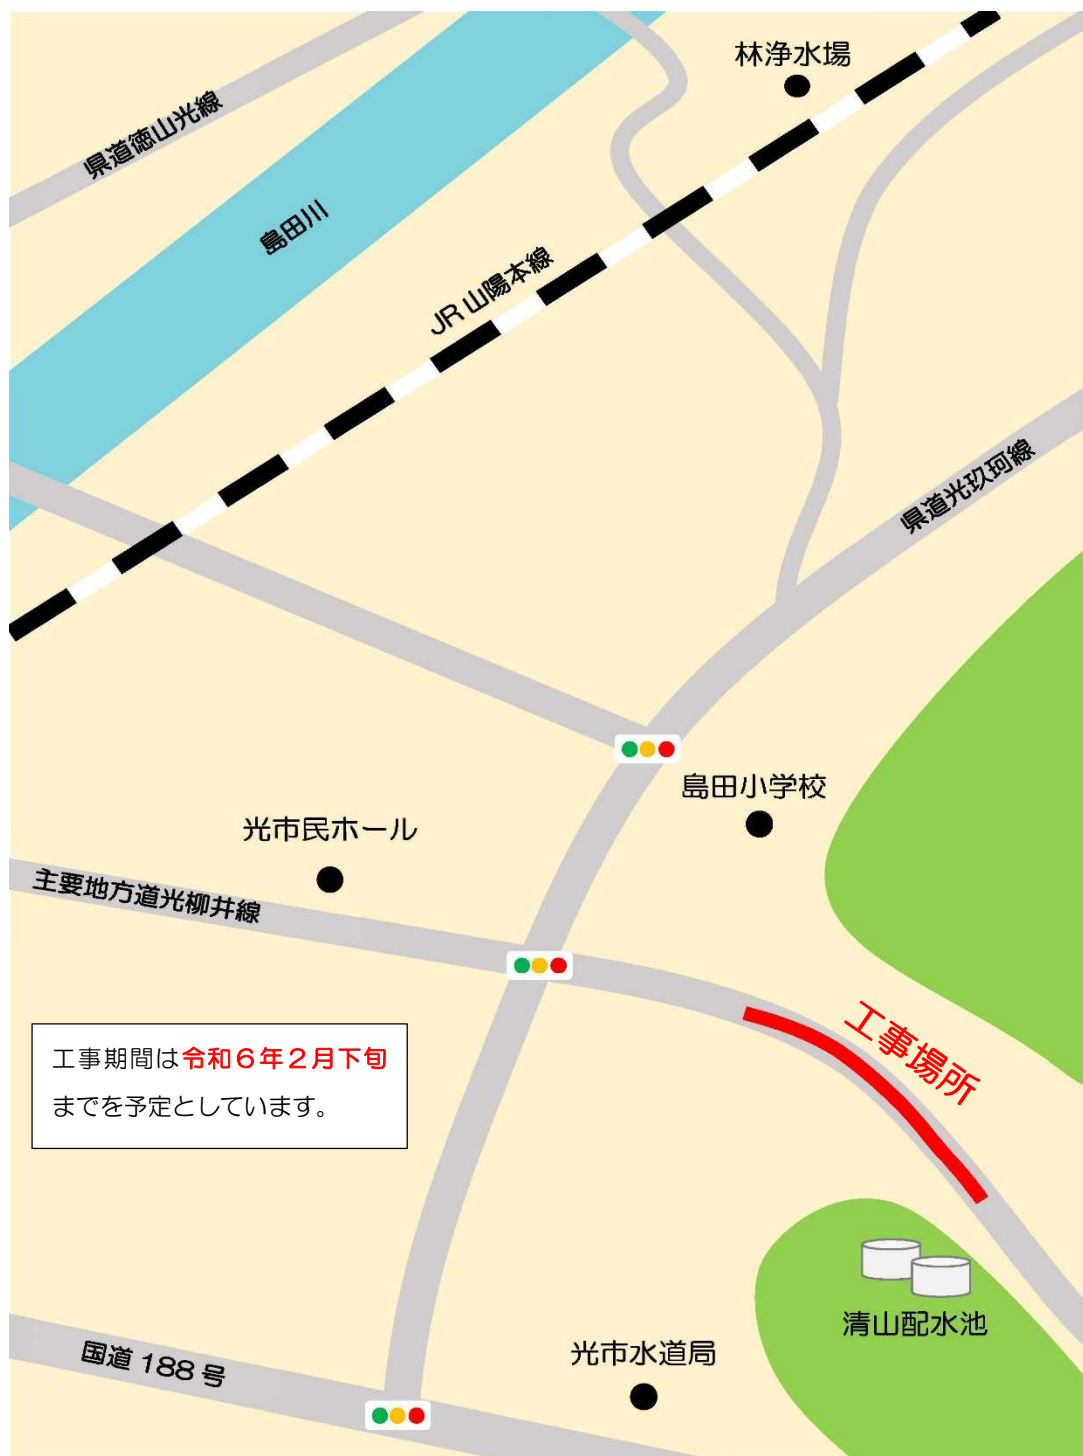 林浄水場
県道徳山光線
島田川
JR山陽本線
県道光玖珂線
島田小学校
光市民ホール
主要地方道光柳井線
工事場所
工事期間は令和6年2月下旬
までを予定としています。
清山配水池
光市水道局
国道188号